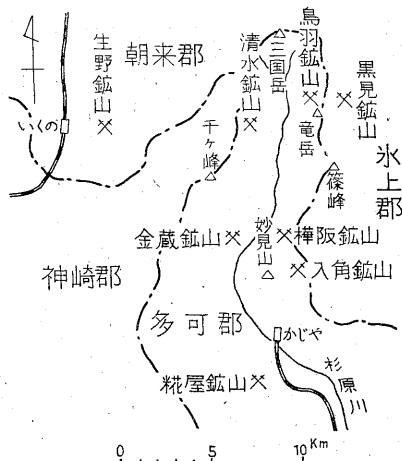 鳥羽鉱山
三国岳
清水鉱山
朝来郡
生野鉱山
黒見鉱山
竜岳
いくの
千ヶ峰
篠峰
氷上郡
金蔵鉱山
妙見山
樺阪鉱山
入角鉱山
神崎郡
多可郡
かじや
杉原川
糀屋鉱山
0 5 10 Km